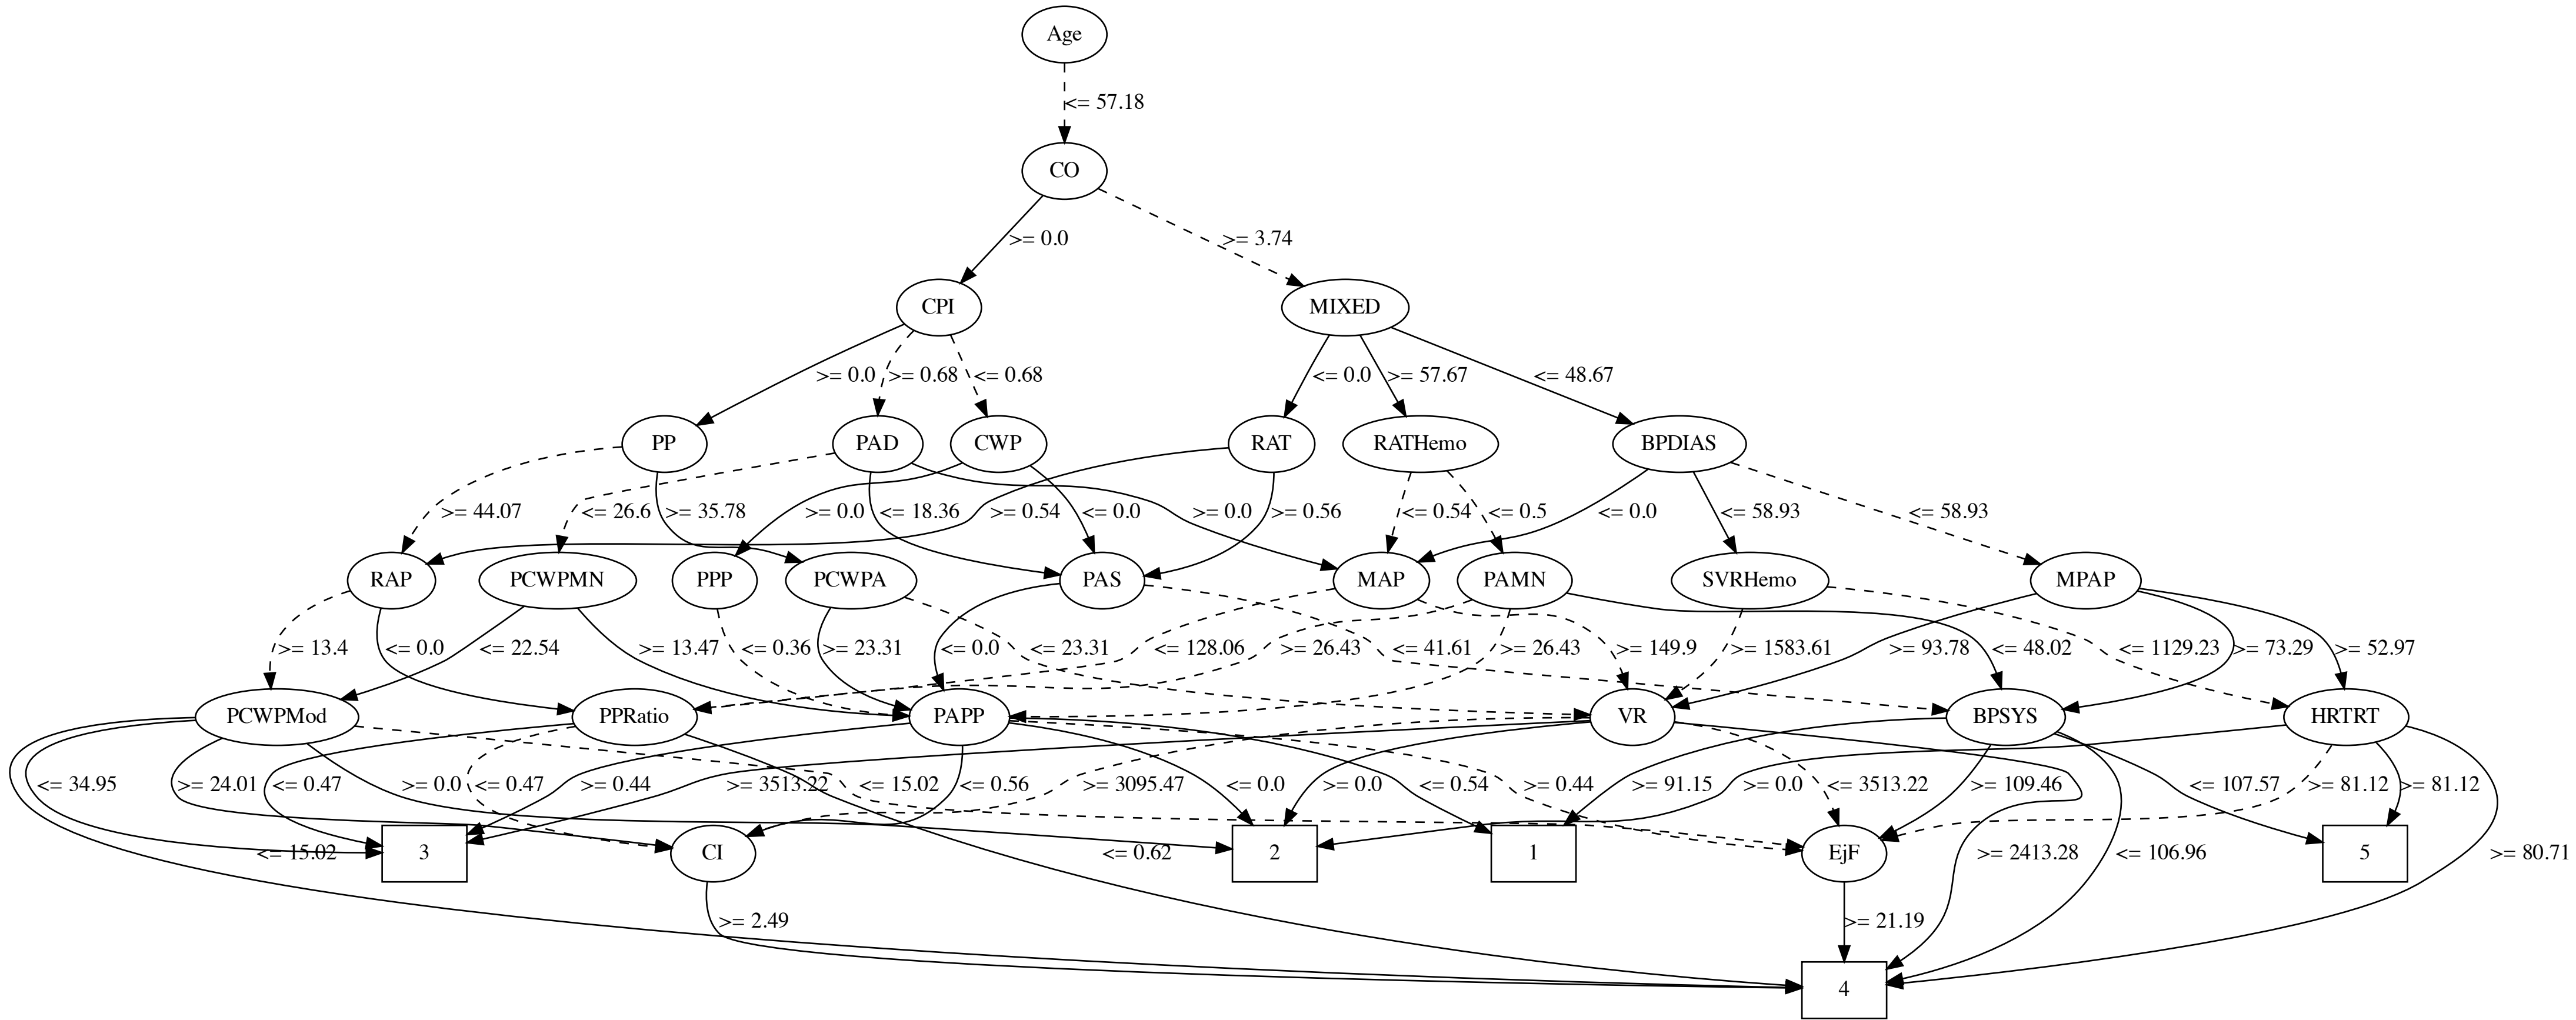 Age
<= 57.18
CO
>= 0.0
>= 3.74
CPI
MIXED
>= 0.0
>= 0.68
<= 0.68
<= 0.0
>= 57.67
<= 48.67
PP
PAD
CWP
RAT
RATHemo
BPDIAS
>= 44.07
<= 26.6
>= 35.78
>= 0.0
<= 18.36
>= 0.54
<= 0.0
>= 0.0
>= 0.56
<= 0.54
<= 0.5
<= 0.0
<= 58.93
<= 58.93
RAP
PCWPMN
PPP
PCWPA
PAS
MAP
PAMN
SVRHemo
MPAP
>= 13.4
<= 0.0
<= 22.54
>= 13.47
<= 0.36
>= 23.31
<= 0.0
<= 23.31
<= 128.06
>= 26.43
<= 41.61
>= 26.43
>= 149.9
>= 1583.61
>= 93.78
<= 48.02
<= 1129.23
>= 73.29
>= 52.97
PCWPMod
PPRatio
PAPP
VR
BPSYS
HRTRT
<= 34.95
>= 24.01
<= 0.47
>= 0.0
<= 0.47
>= 0.44
>= 3513.22
<= 15.02
<= 0.56
>= 3095.47
<= 0.0
>= 0.0
<= 0.54
>= 0.44
>= 91.15
>= 0.0
<= 3513.22
>= 109.46
<= 107.57
>= 81.12
>= 81.12
<= 15.02
3
CI
<= 0.62
2
1
EjF
>= 2413.28
<= 106.96
5
>= 80.71
>= 2.49
>= 21.19
4